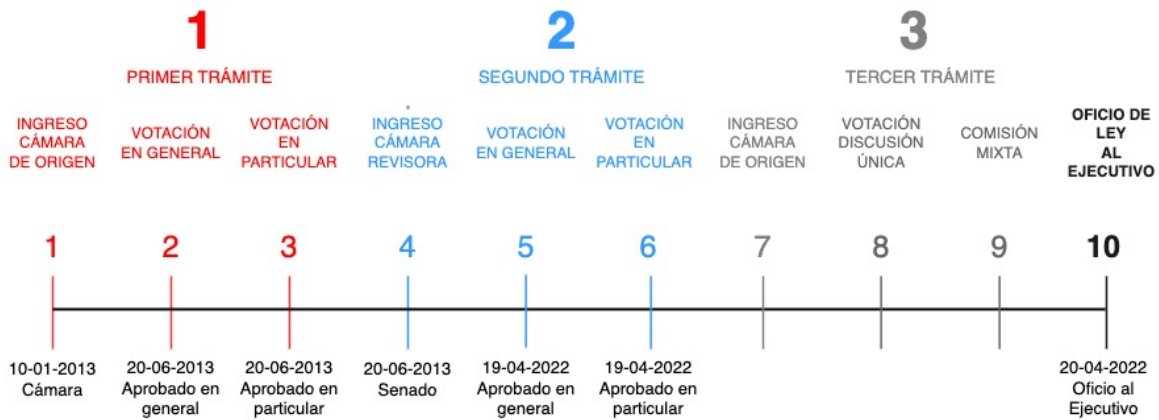 1
2
3
PRIMER TRÁMITE
SEGUNDO TRÁMITE
TERCER TRÁMITE
INGRESO
CÁMARA
DE ORIGEN
VOTACIÓN
EN GENERAL
VOTACIÓN
EN
PARTICULAR
INGRESO
CÁMARA
REVISORA
VOTACIÓN
EN GENERAL
VOTACIÓN
EN
PARTICULAR
INGRESO
CÁMARA
DE ORIGEN
VOTACIÓN
DISCUSIÓN
ÚNICA
COMISIÓN
MIXTA
OFICIO DE
LEY
AL
EJECUTIVO
1
2
3
4
5
6
7
8
9
10
10-01-2013
Cámara
20-06-2013
Aprobado en
general
20-06-2013
Aprobado en
particular
20-06-2013
Senado
19-04-2022
Aprobado en
general
19-04-2022
Aprobado en
particular
20-04-2022
Oficio al
Ejecutivo